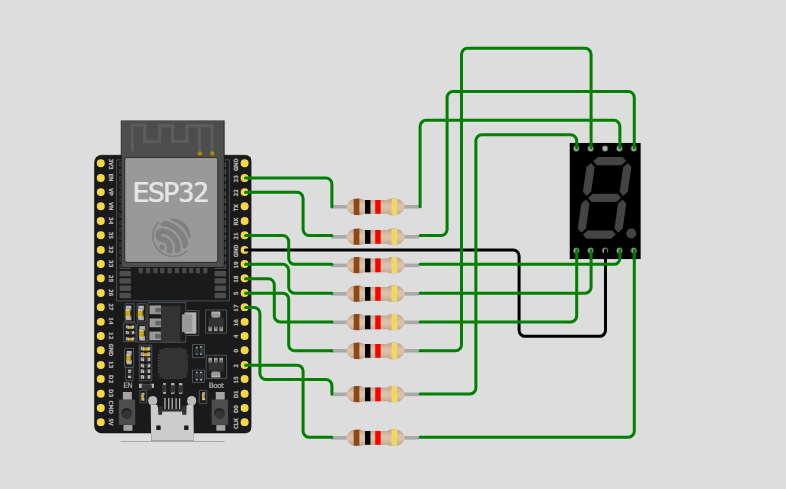 ESP32
3V3
EN
VP
VN
34
35
32
33
25
26
27
14
12
GND
13
D2
D3
CMD
5V
GND
23
22
TX
RX
21
GND
19
18
5
17
16
4
0
2
15
D1
D0
CLK
EN
Boot